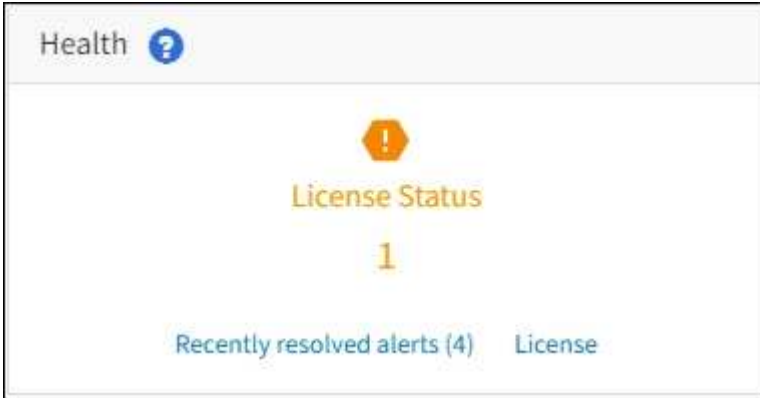 Health ?
!
License Status
1
Recently resolved alerts (4) License